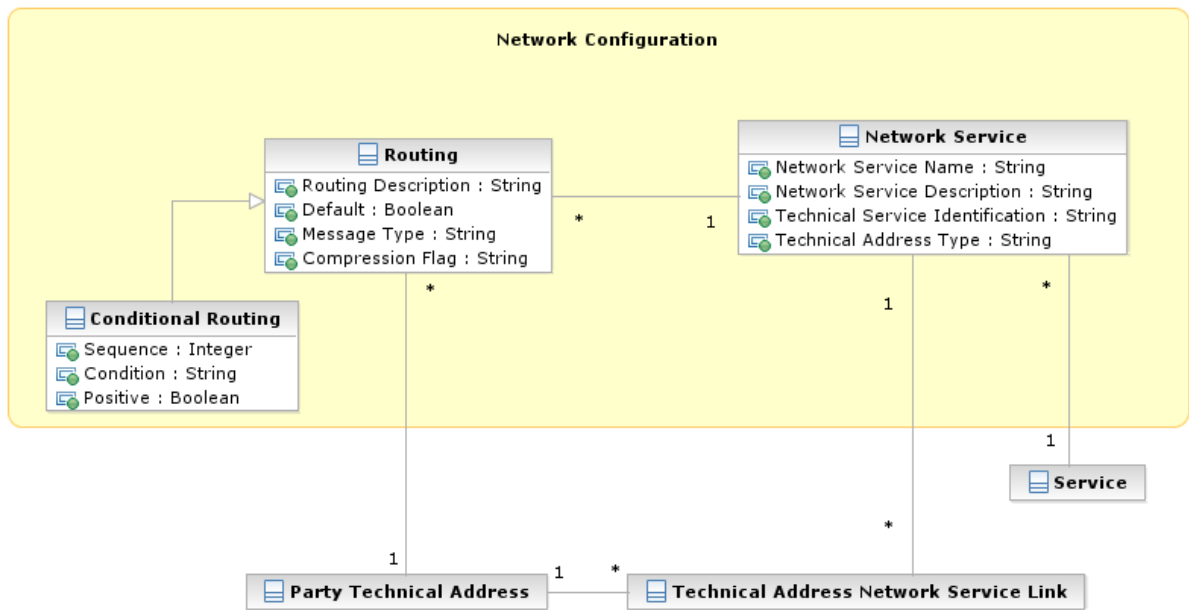 Network Configuration
Routing
Routing Description : String
Default : Boolean
Message Type : String
Compression Flag : String
Network Service
Network Service Name : String
Network Service Description : String
Technical Service Identification : String
Technical Address Type : String
*
1
Conditional Routing
Sequence : Integer
Condition : String
Positive : Boolean
*
1
*
1
Service
*
1
Party Technical Address
1
*
Technical Address Network Service Link